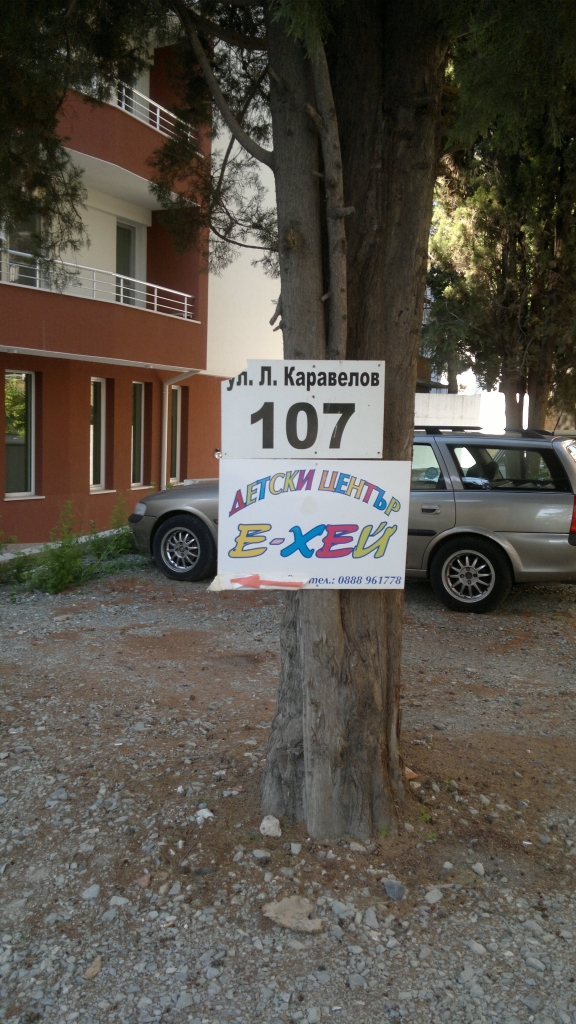 ул. Л. Каравелов
107
ДЕТСКИ ЦЕНТЪР
Е-ХЕЙ
тел.: 0888 961778